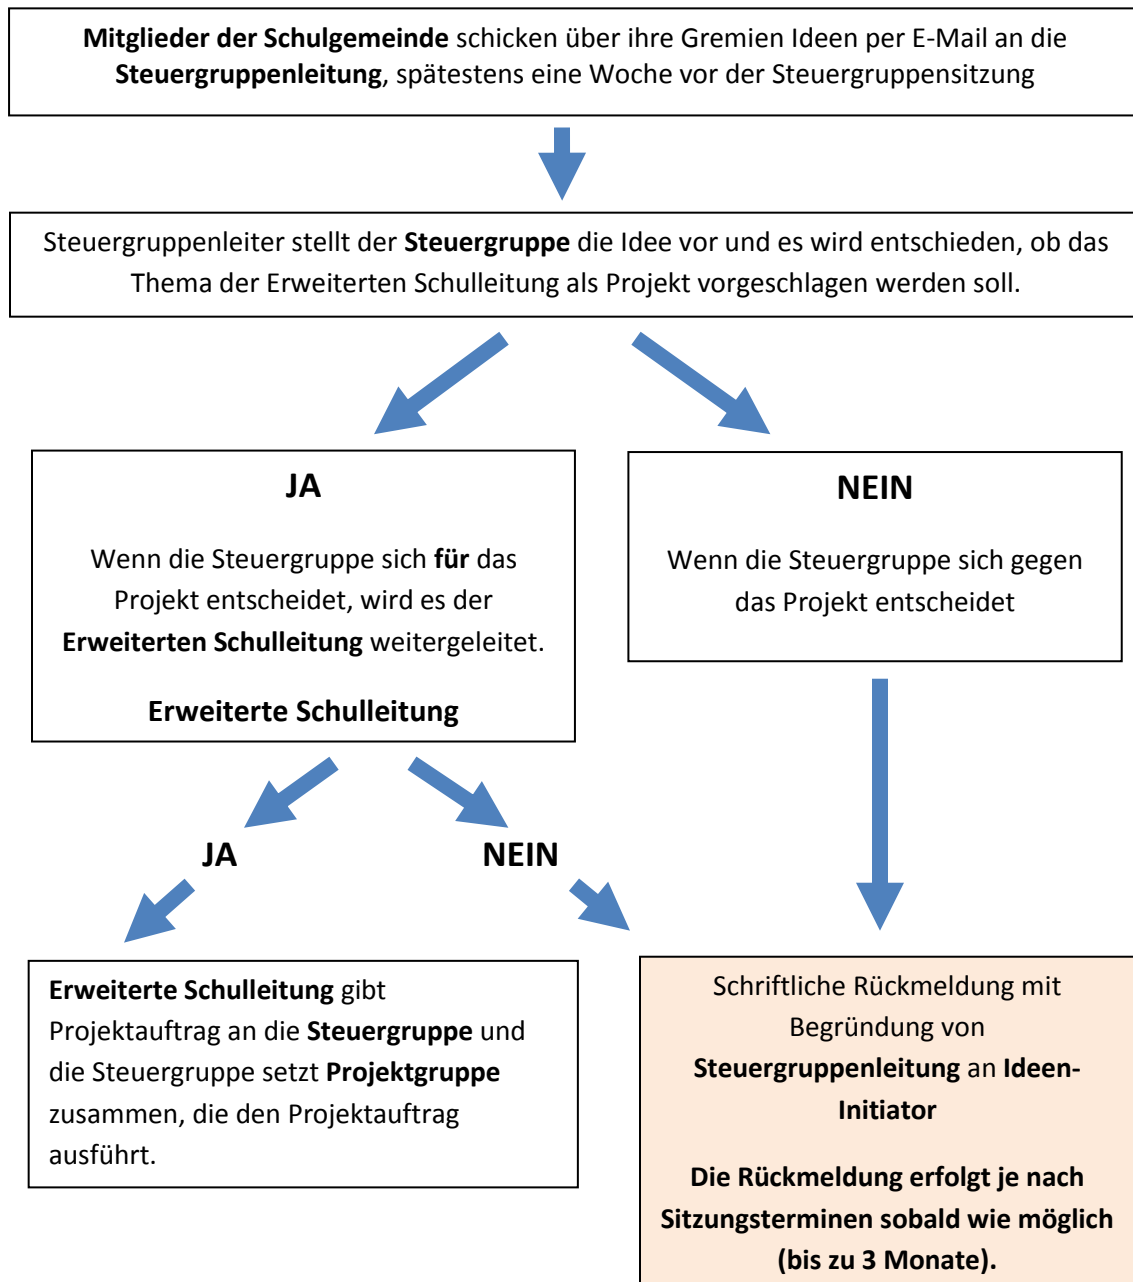 Mitglieder der Schulgemeinde schicken über ihre Gremien Ideen per E-Mail an die
Steuergruppenleitung, spätestens eine Woche vor der Steuergruppensitzung
Steuergruppenleiter stellt der Steuergruppe die Idee vor und es wird entschieden, ob das
Thema der Erweiterten Schulleitung als Projekt vorgeschlagen werden soll.
JA
Wenn die Steuergruppe sich für das
Projekt entscheidet, wird es der
Erweiterten Schulleitung weitergeleitet.
Erweiterte Schulleitung
NEIN
Wenn die Steuergruppe sich gegen
das Projekt entscheidet
JA
NEIN
Erweiterte Schulleitung gibt
Projektauftrag an die Steuergruppe und
die Steuergruppe setzt Projektgruppe
zusammen, die den Projektauftrag
ausführt.
Schriftliche Rückmeldung mit
Begründung von
Steuergruppenleitung an Ideen-
Initiator
Die Rückmeldung erfolgt je nach
Sitzungsterminen sobald wie möglich
(bis zu 3 Monate).